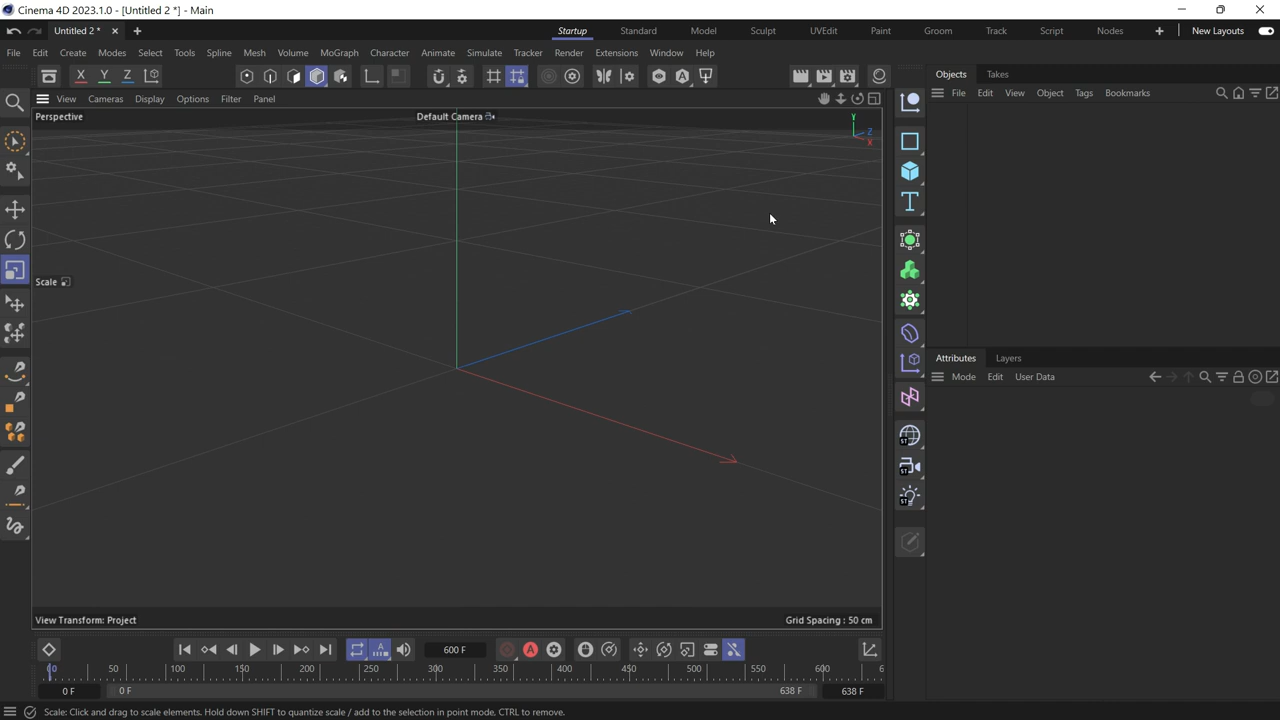 Cinema 4D 2023.1.0 - [Untitled 2 *] - Main
Untitled 2 *
Startup Standard Model Sculpt UVEdit Paint Groom Track Script Nodes New Layouts
File Edit Create Modes Select Tools Spline Mesh Volume MoGraph Character Animate Simulate Tracker Render Extensions Window Help
X Y Z
Objects Takes
File Edit View Object Tags Bookmarks
View Cameras Display Options Filter Panel
Perspective
Default Camera
Y
Z
X
Scale
Attributes Layers
Mode Edit User Data
ST
ST
ST
View Transform: Project
Grid Spacing : 50 cm
600 F
A
50 100 150 200 250 300 350 400 450 500 550 600 6
0 F 0 F 638 F 638 F
Scale: Click and drag to scale elements. Hold down SHIFT to quantize scale / add to the selection in point mode, CTRL to remove.